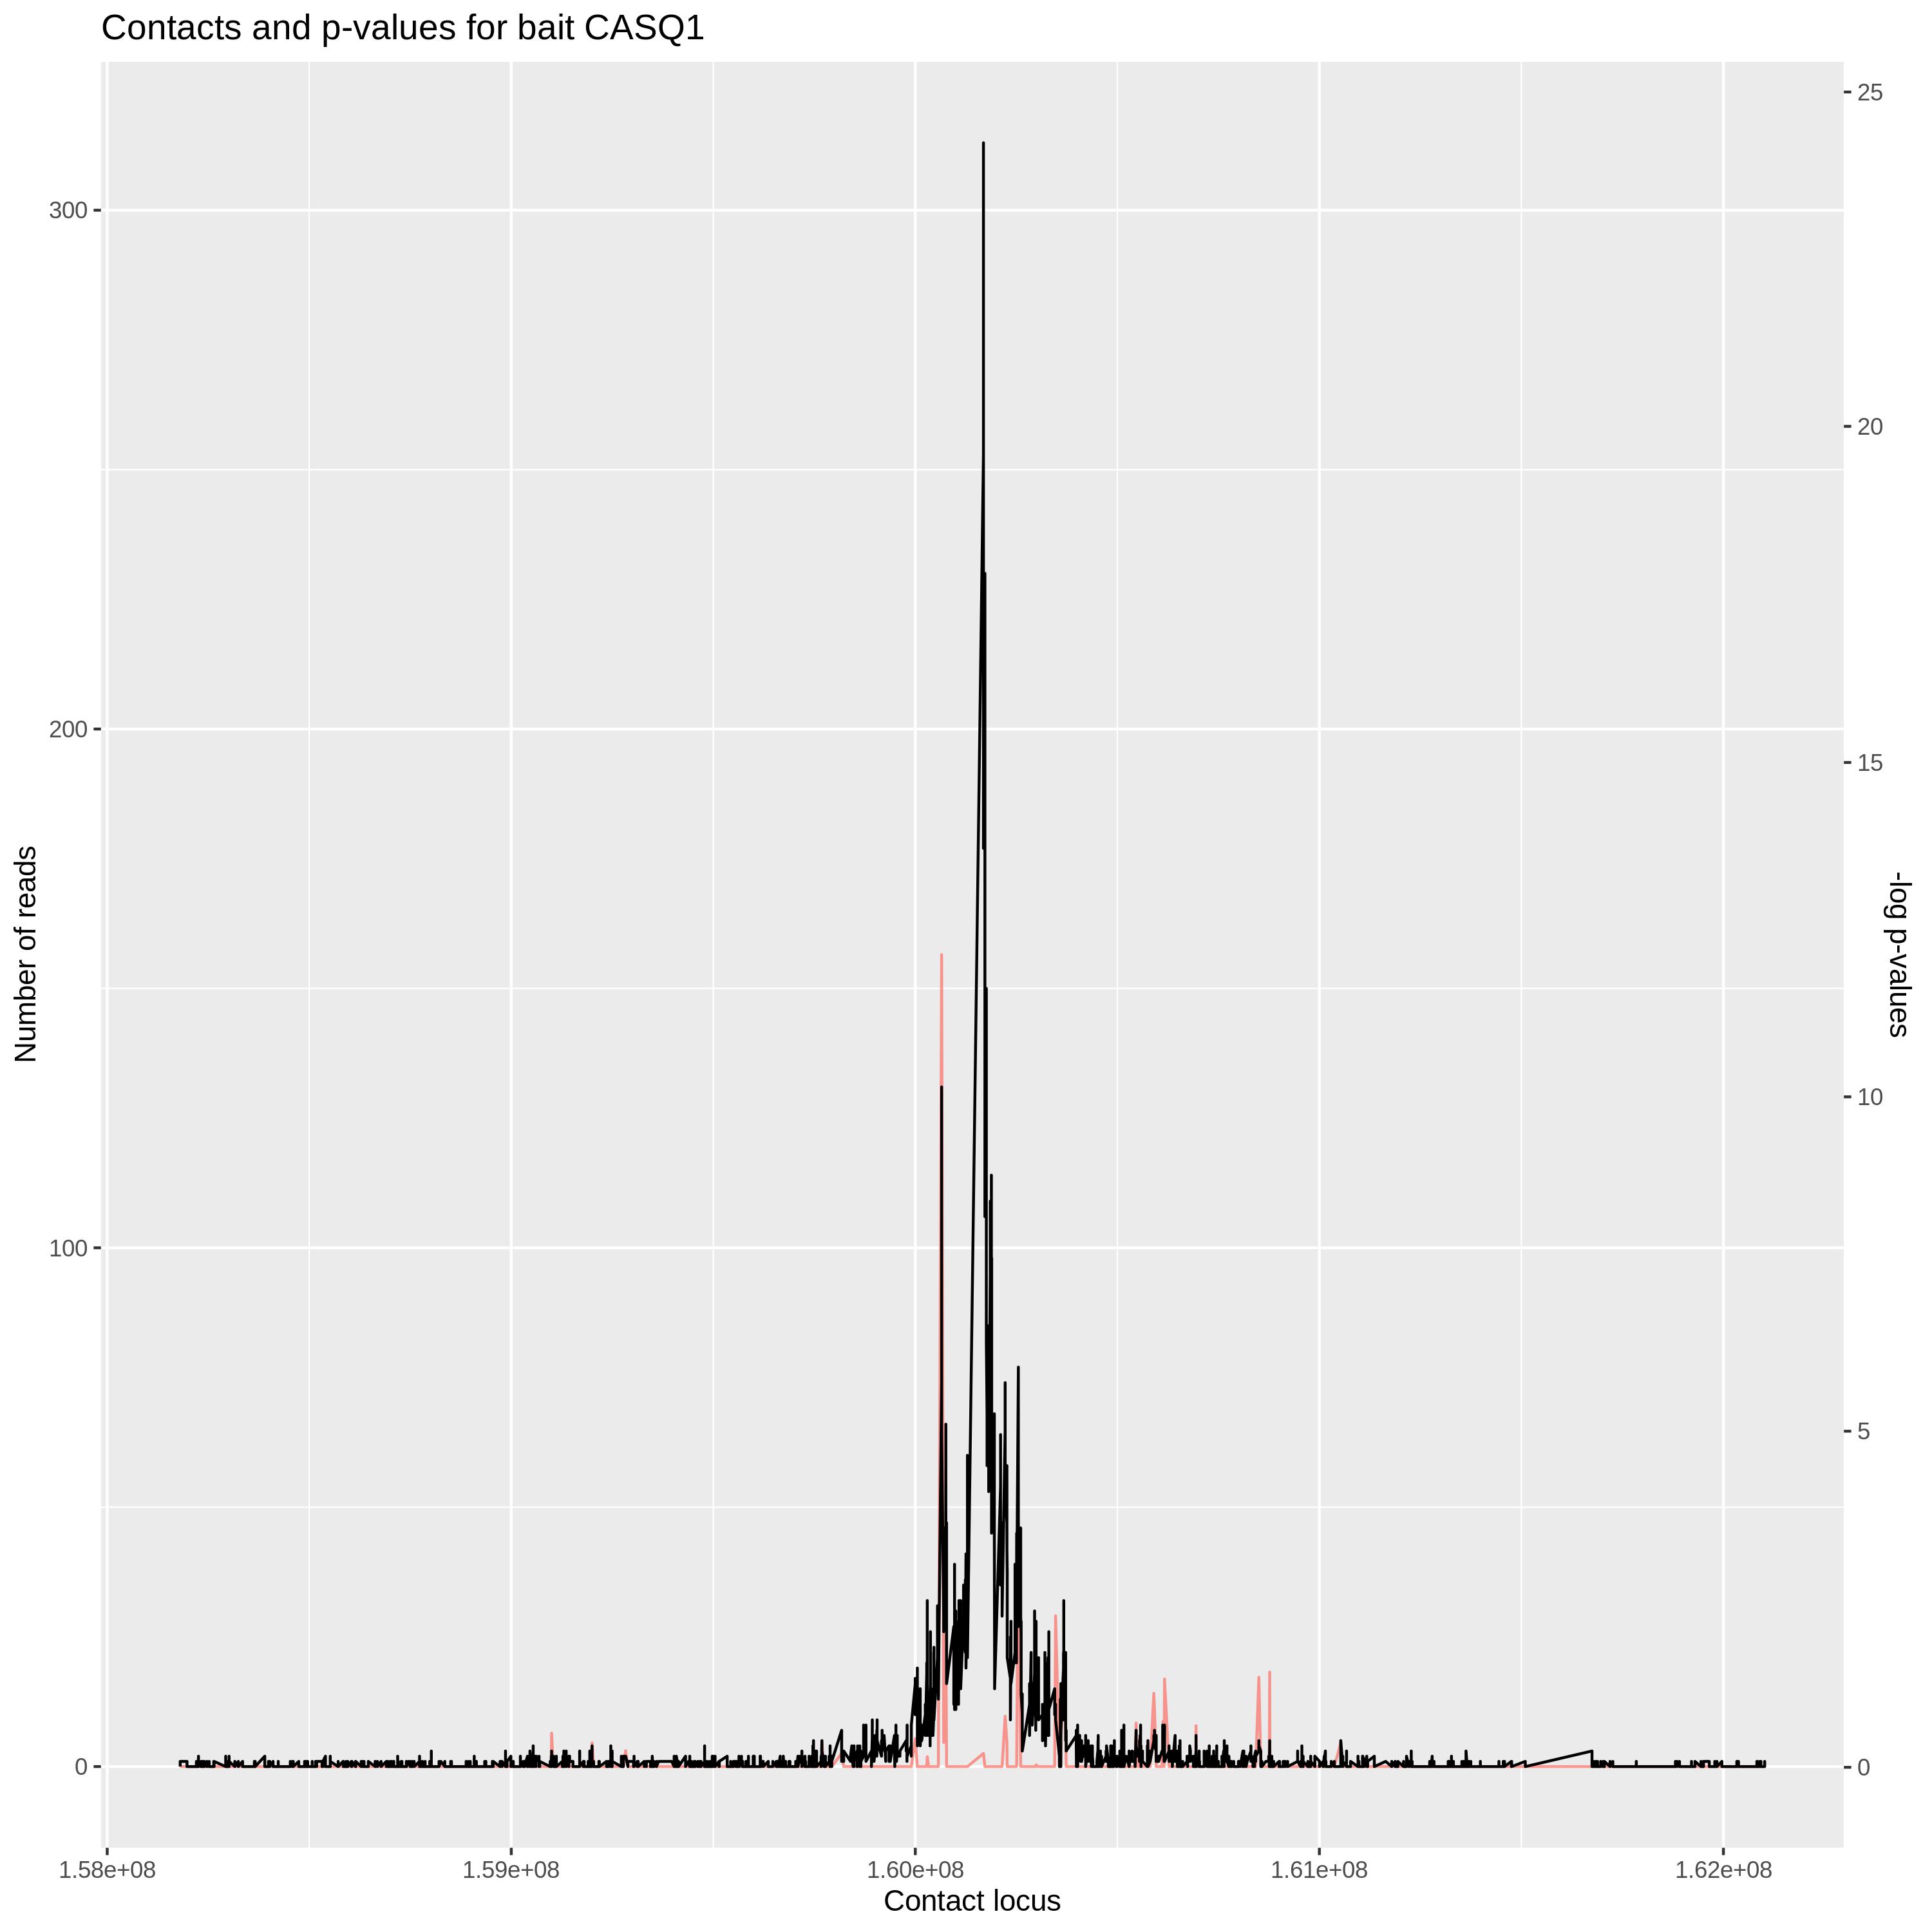 Contacts and p-values for bait CASQ1
300
200
100
0
Number of reads
25
20
15
10
5
0
-log p-values
1.58e+08
1.59e+08
1.60e+08
1.61e+08
1.62e+08
Contact locus